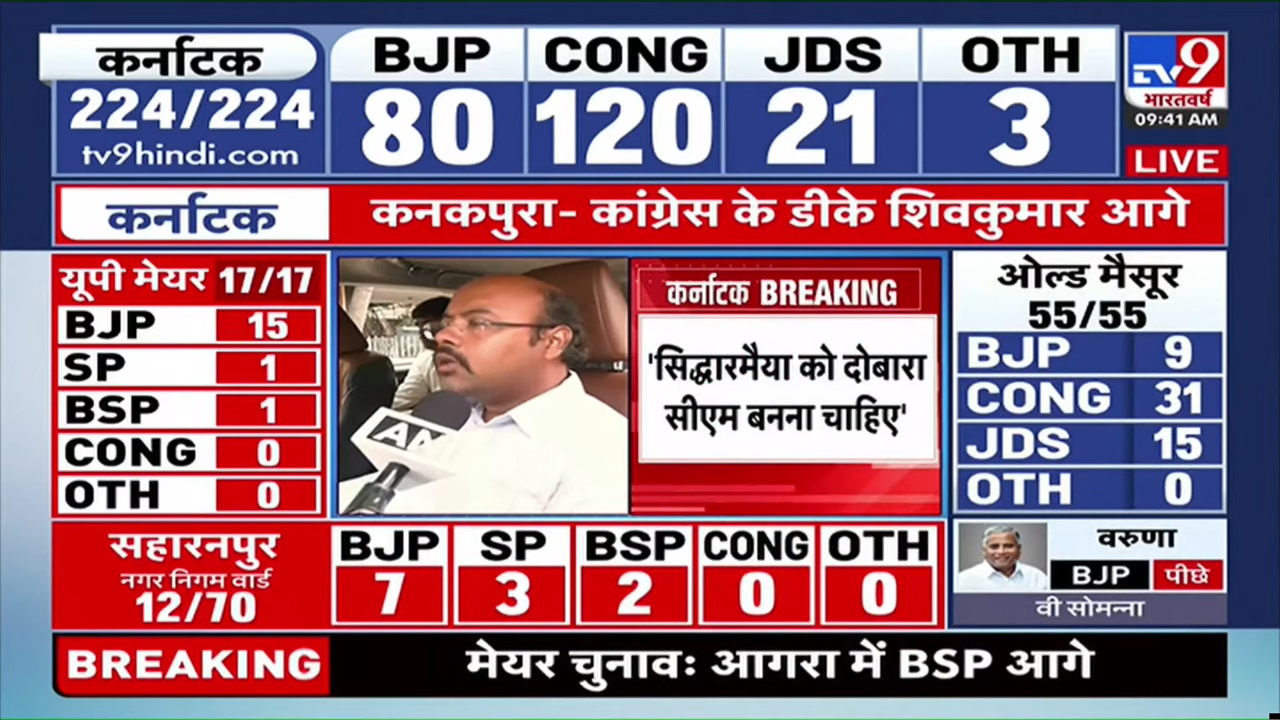 कर्नाटक
224/224
tv9hindi.com
BJP CONG JDS OTH
80 120 21 3
TV9
भारतवर्ष
09:41 AM
LIVE
कर्नाटक
कनकपुरा- कांग्रेस के डीके शिवकुमार आगे
यूपी मेयर 17/17
BJP 15
SP 1
BSP 1
CONG 0
OTH 0
कर्नाटक BREAKING
'सिद्धारमैया को दोबारा
सीएम बनना चाहिए'
ओल्ड मैसूर
55/55
BJP 9
CONG 31
JDS 15
OTH 0
सहारनपुर
नगर निगम वार्ड
12/70
BJP SP BSP CONG OTH
7 3 2 0 0
वरुणा
BJP पीछे
वी सोमन्ना
BREAKING
मेयर चुनावः आगरा में BSP आगे